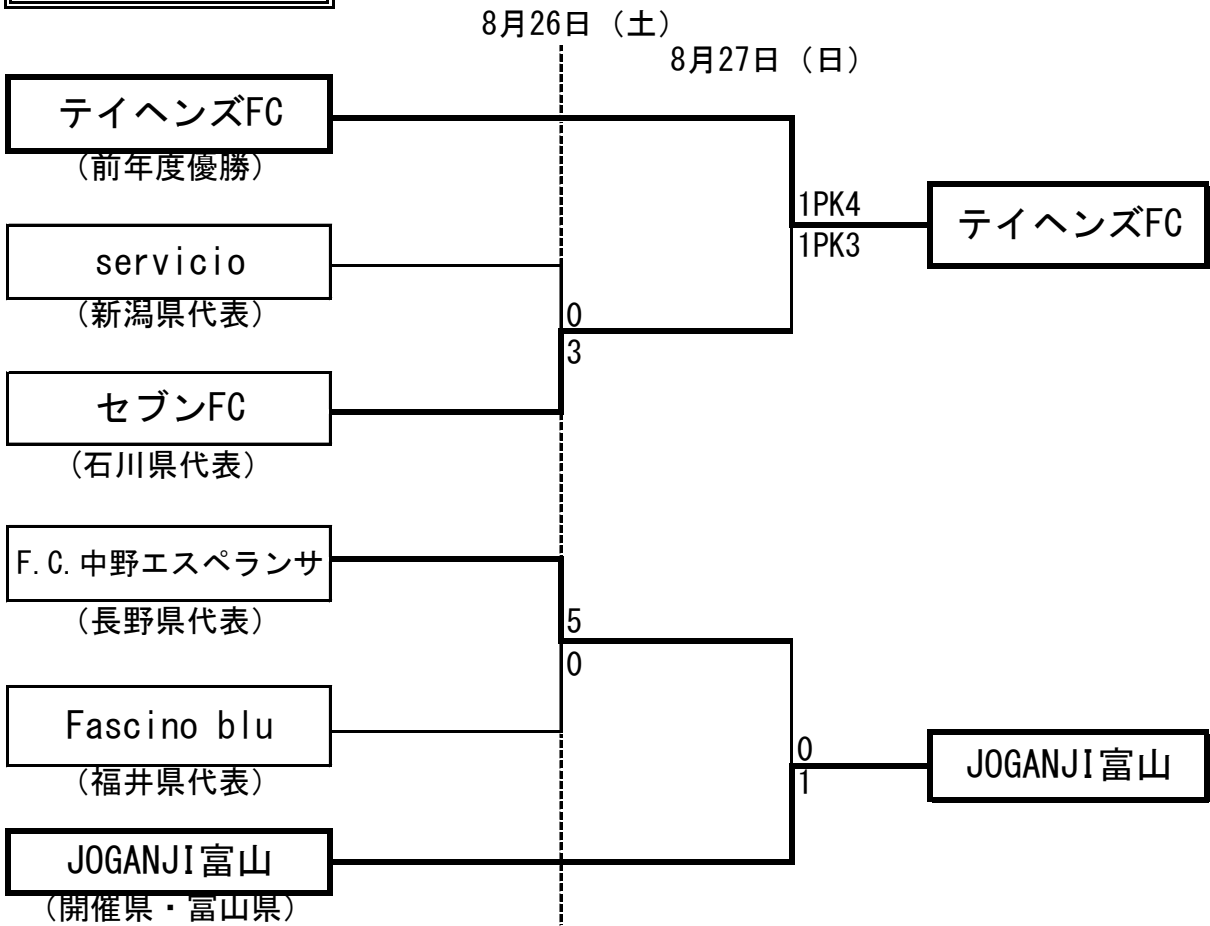 8月26日（土）
8月27日（日）
テイヘンズFC
（前年度優勝）
1PK4
1PK3
テイヘンズFC
servicio
（新潟県代表）
0
3
セブンFC
（石川県代表）
F.C.中野エスペランサ
（長野県代表）
5
0
Fascino blu
（福井県代表）
0
1
JOGANJI富山
JOGANJI富山
（開催県・富山県）